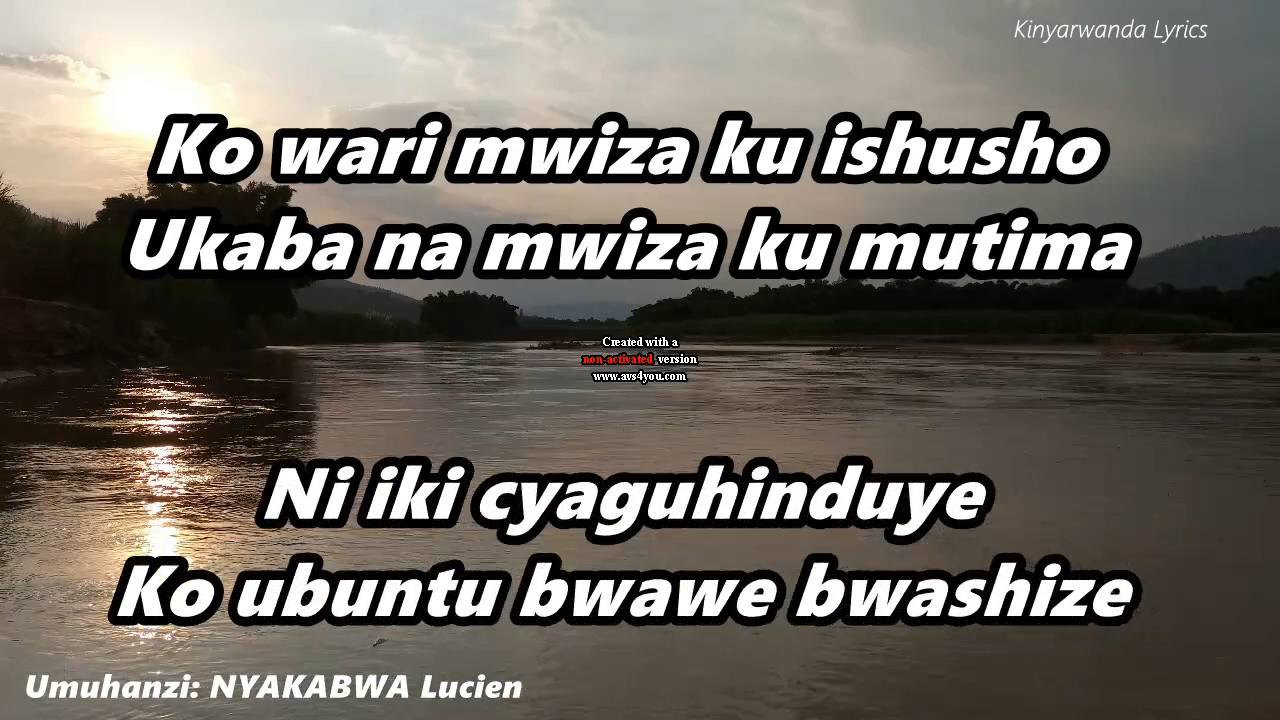 Kinyarwanda Lyrics
Ko wari mwiza ku ishusho
Ukaba na mwiza ku mutima
Created with a
non-activated version
www.avs4you.com
Ni iki cyaguhinduye
Ko ubuntu bwawe bwashize
Umuhanzi: NYAKABWA Lucien